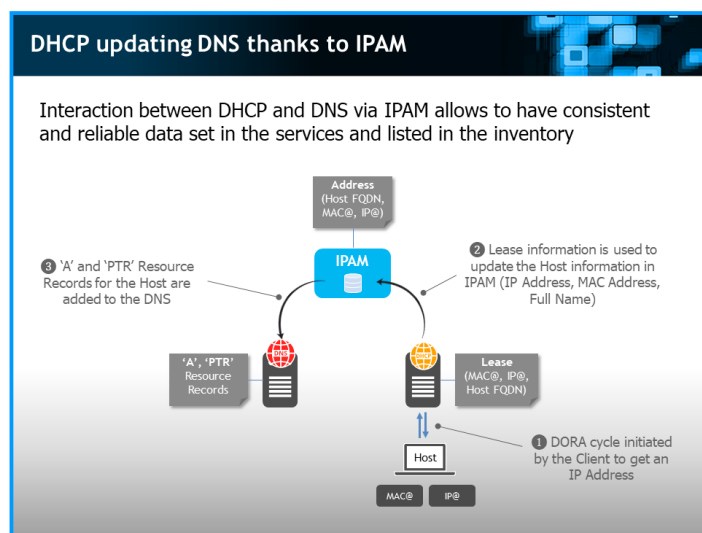 DHCP updating DNS thanks to IPAM
Interaction between DHCP and DNS via IPAM allows to have consistent
and reliable data set in the services and listed in the inventory
Address
(Host FQDN,
MAC@, IP@)
IPAM
3 ‘A’ and ‘PTR’ Resource
Records for the Host are
added to the DNS
2 Lease information is used to
update the Host information in
IPAM (IP Address, MAC Address,
Full Name)
DNS
DHCP
‘A’, ‘PTR’
Resource
Records
Lease
(MAC@, IP@,
Host FQDN)
1 DORA cycle initiated
by the Client to get an
IP Address
Host
MAC@
IP@